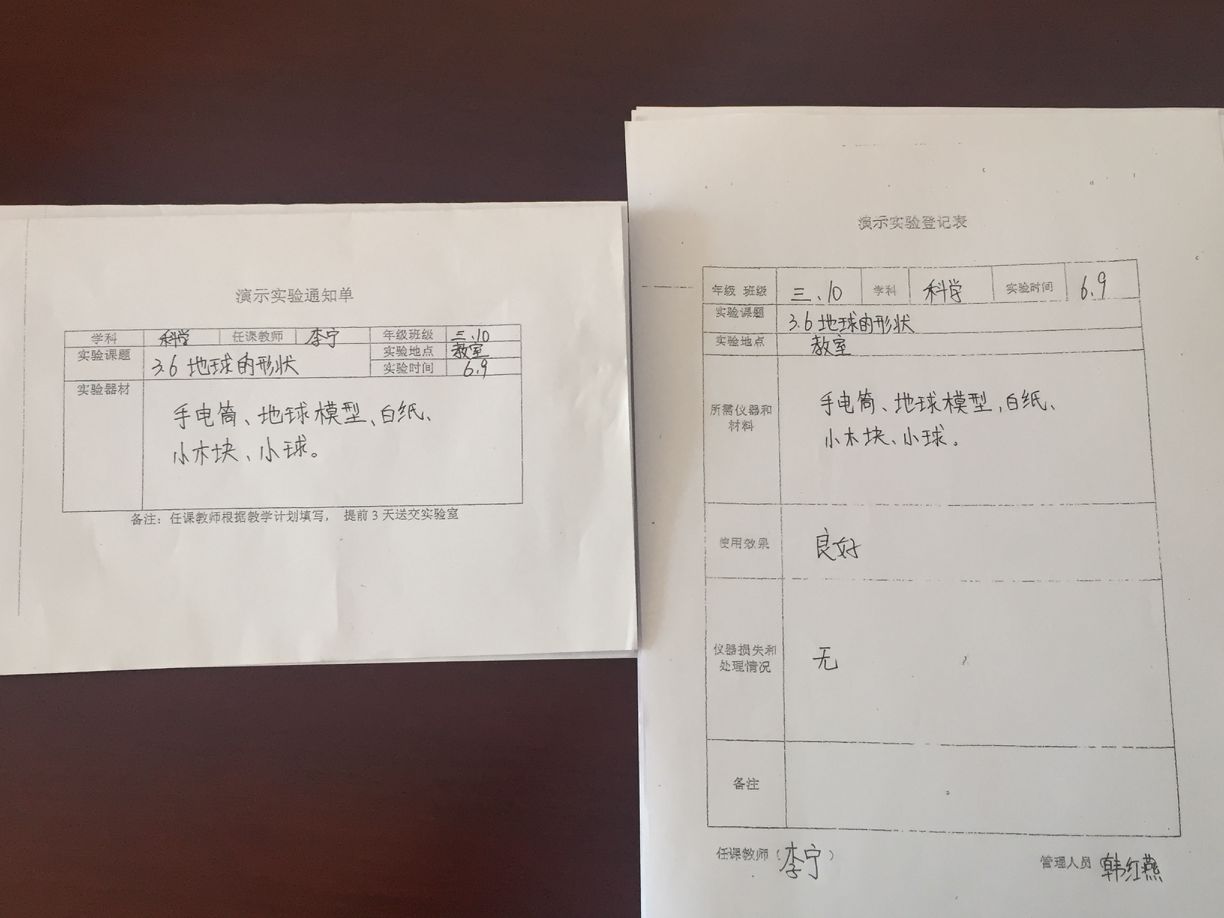 演示实验通知单
学科 科学 任课教师 李宁 年级班级 三.10
实验课题 3.6 地球的形状 实验地点 教室
实验时间 6.9
实验器材
手电筒、地球模型、白纸、
小木块、小球。
备注：任课教师根据教学计划填写， 提前3天送交实验室
演示实验登记表
年级 班级 三.10 学科 科学 实验时间 6.9
实验课题 3.6 地球的形状
实验地点 教室
所需仪器和
材料
手电筒、地球模型,白纸、
小木块、小球。
使用效果 良好
仪器损失和
处理情况
无
备注
任课教师（李宁） 管理人员 韩红燕